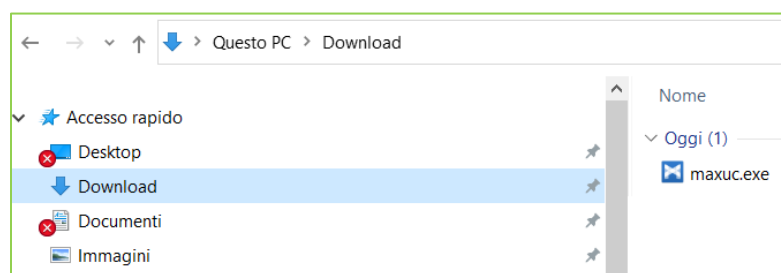 Questo PC > Download
Accesso rapido
Desktop
Download
Documenti
Immagini
Nome
Oggi (1)
maxuc.exe